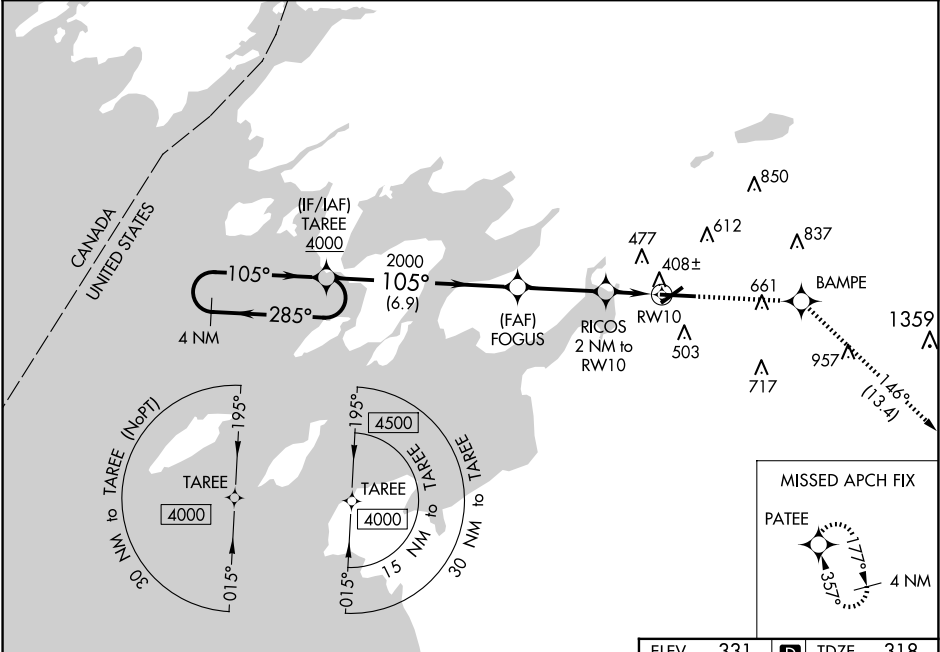 850
612
837
477
408±
661
BAMPE
CANADA
UNITED STATES
(IF/IAF)
TAREE
4000
2000
105°
105°
(6.9)
285°
4 NM
(FAF)
FOGUS
RICOS
2 NM to
RW10
RW10
503
717
957
1359
146°
(13.4)
30 NM to TAREE (NoPT)
195°
TAREE
4000
015°
195°
4500
TAREE
4000
15 NM to TAREE
30 NM to TAREE
015°
MISSED APCH FIX
PATEE
177°
357°
4 NM
ELEV 331 D TDZE 318